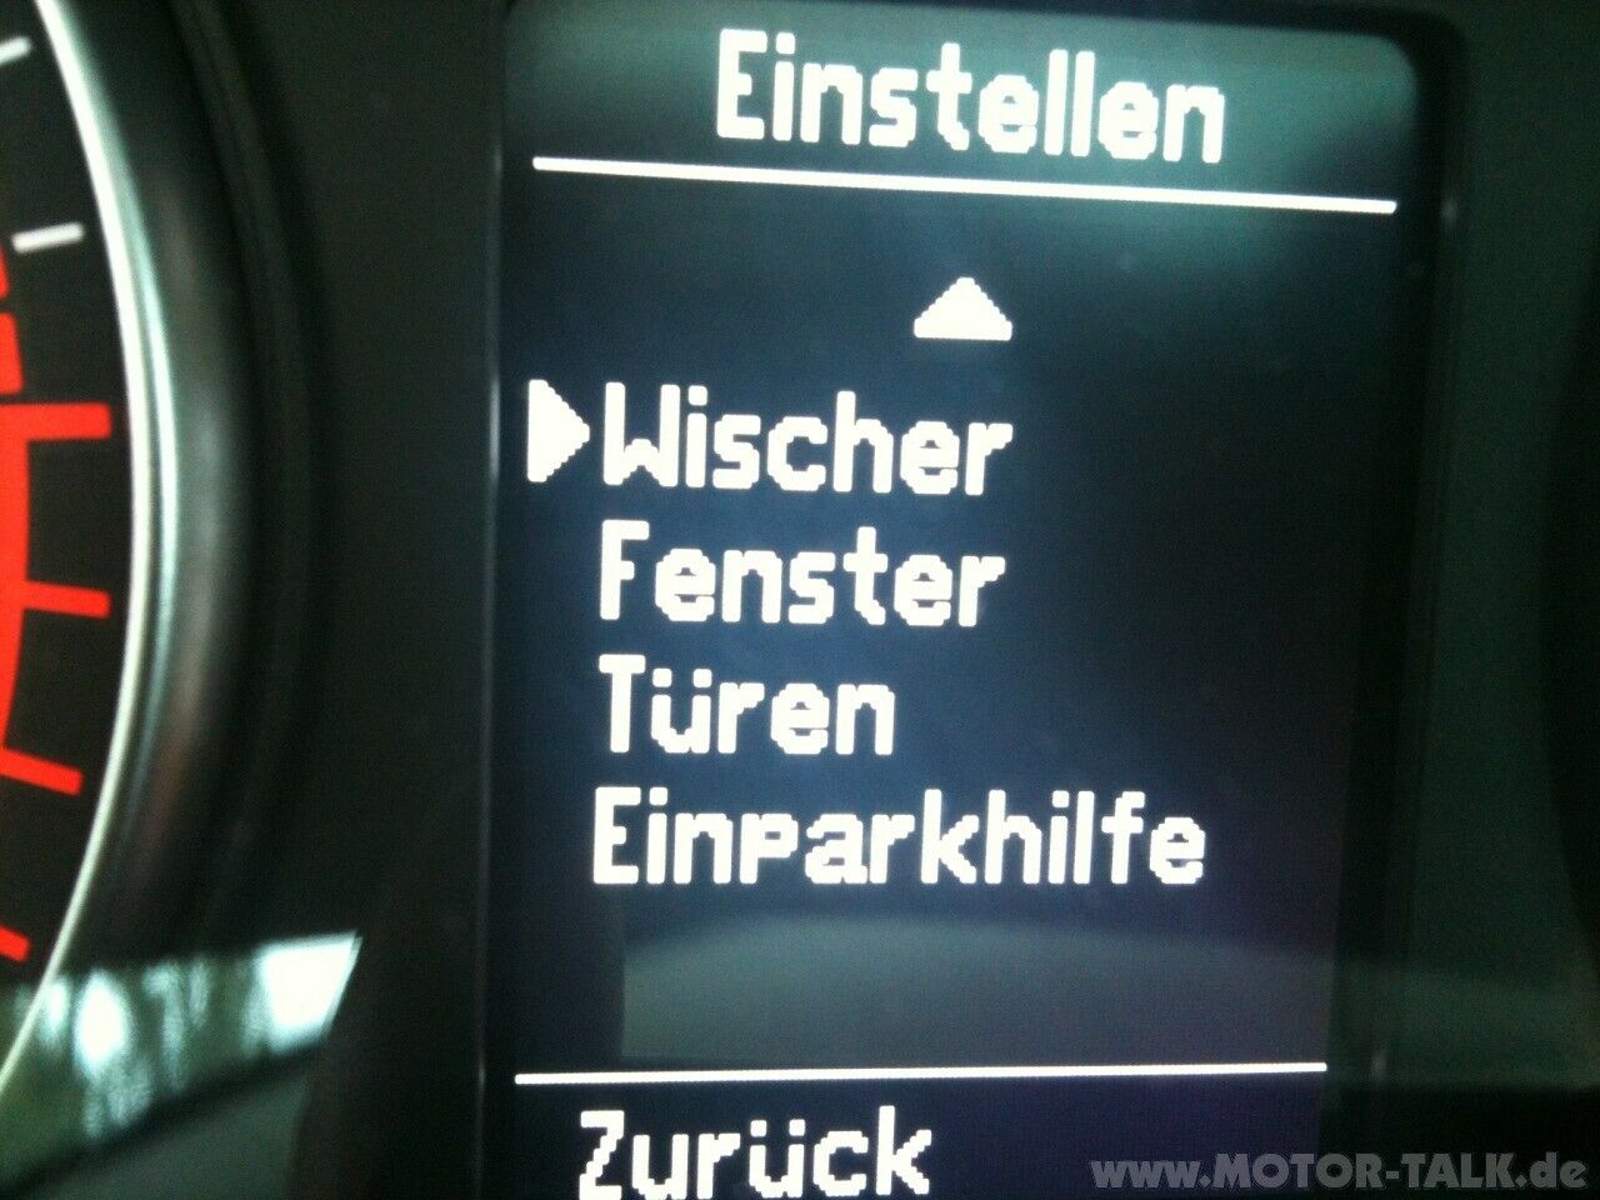 Einstellen
Wischer
Fenster
Türen
Einparkhilfe
Zurück
www.MOTOR-TALK.de